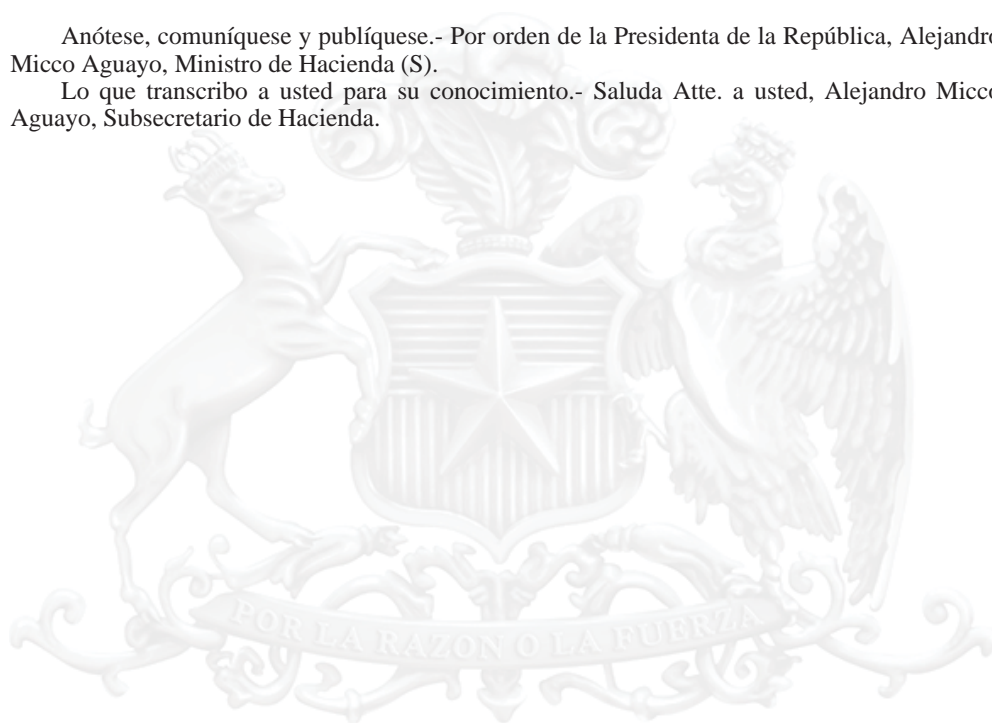 Anótese, comuníquese y publíquese.- Por orden de la Presidenta de la República, Alejandro
Micco Aguayo, Ministro de Hacienda (S).
Lo que transcribo a usted para su conocimiento.- Saluda Atte. a usted, Alejandro Micco
Aguayo, Subsecretario de Hacienda.
POR LA RAZON O LA FUERZA